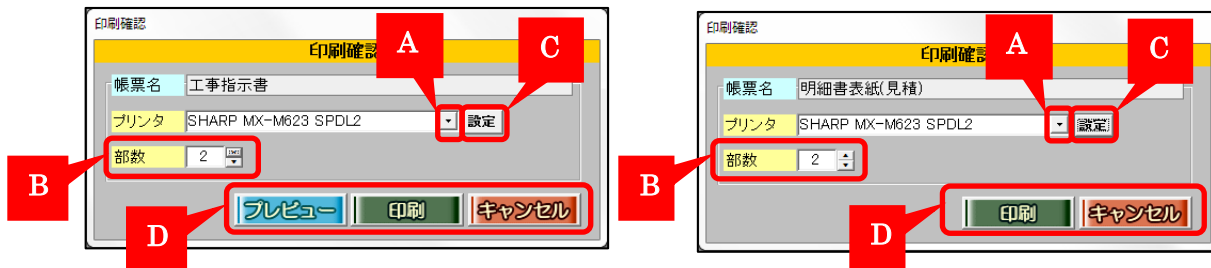 印刷確認
印刷確認
A
C
帳票名 工事指示書
プリンタ SHARP MX-M623 SPDL2 設定
部数 2
B
プレビュー 印刷 キャンセル
D
印刷確認
印刷確
A
C
帳票名 明細書表紙(見積)
プリンタ SHARP MX-M623 SPDL2 設定
部数 2
B
印刷 キャンセル
D